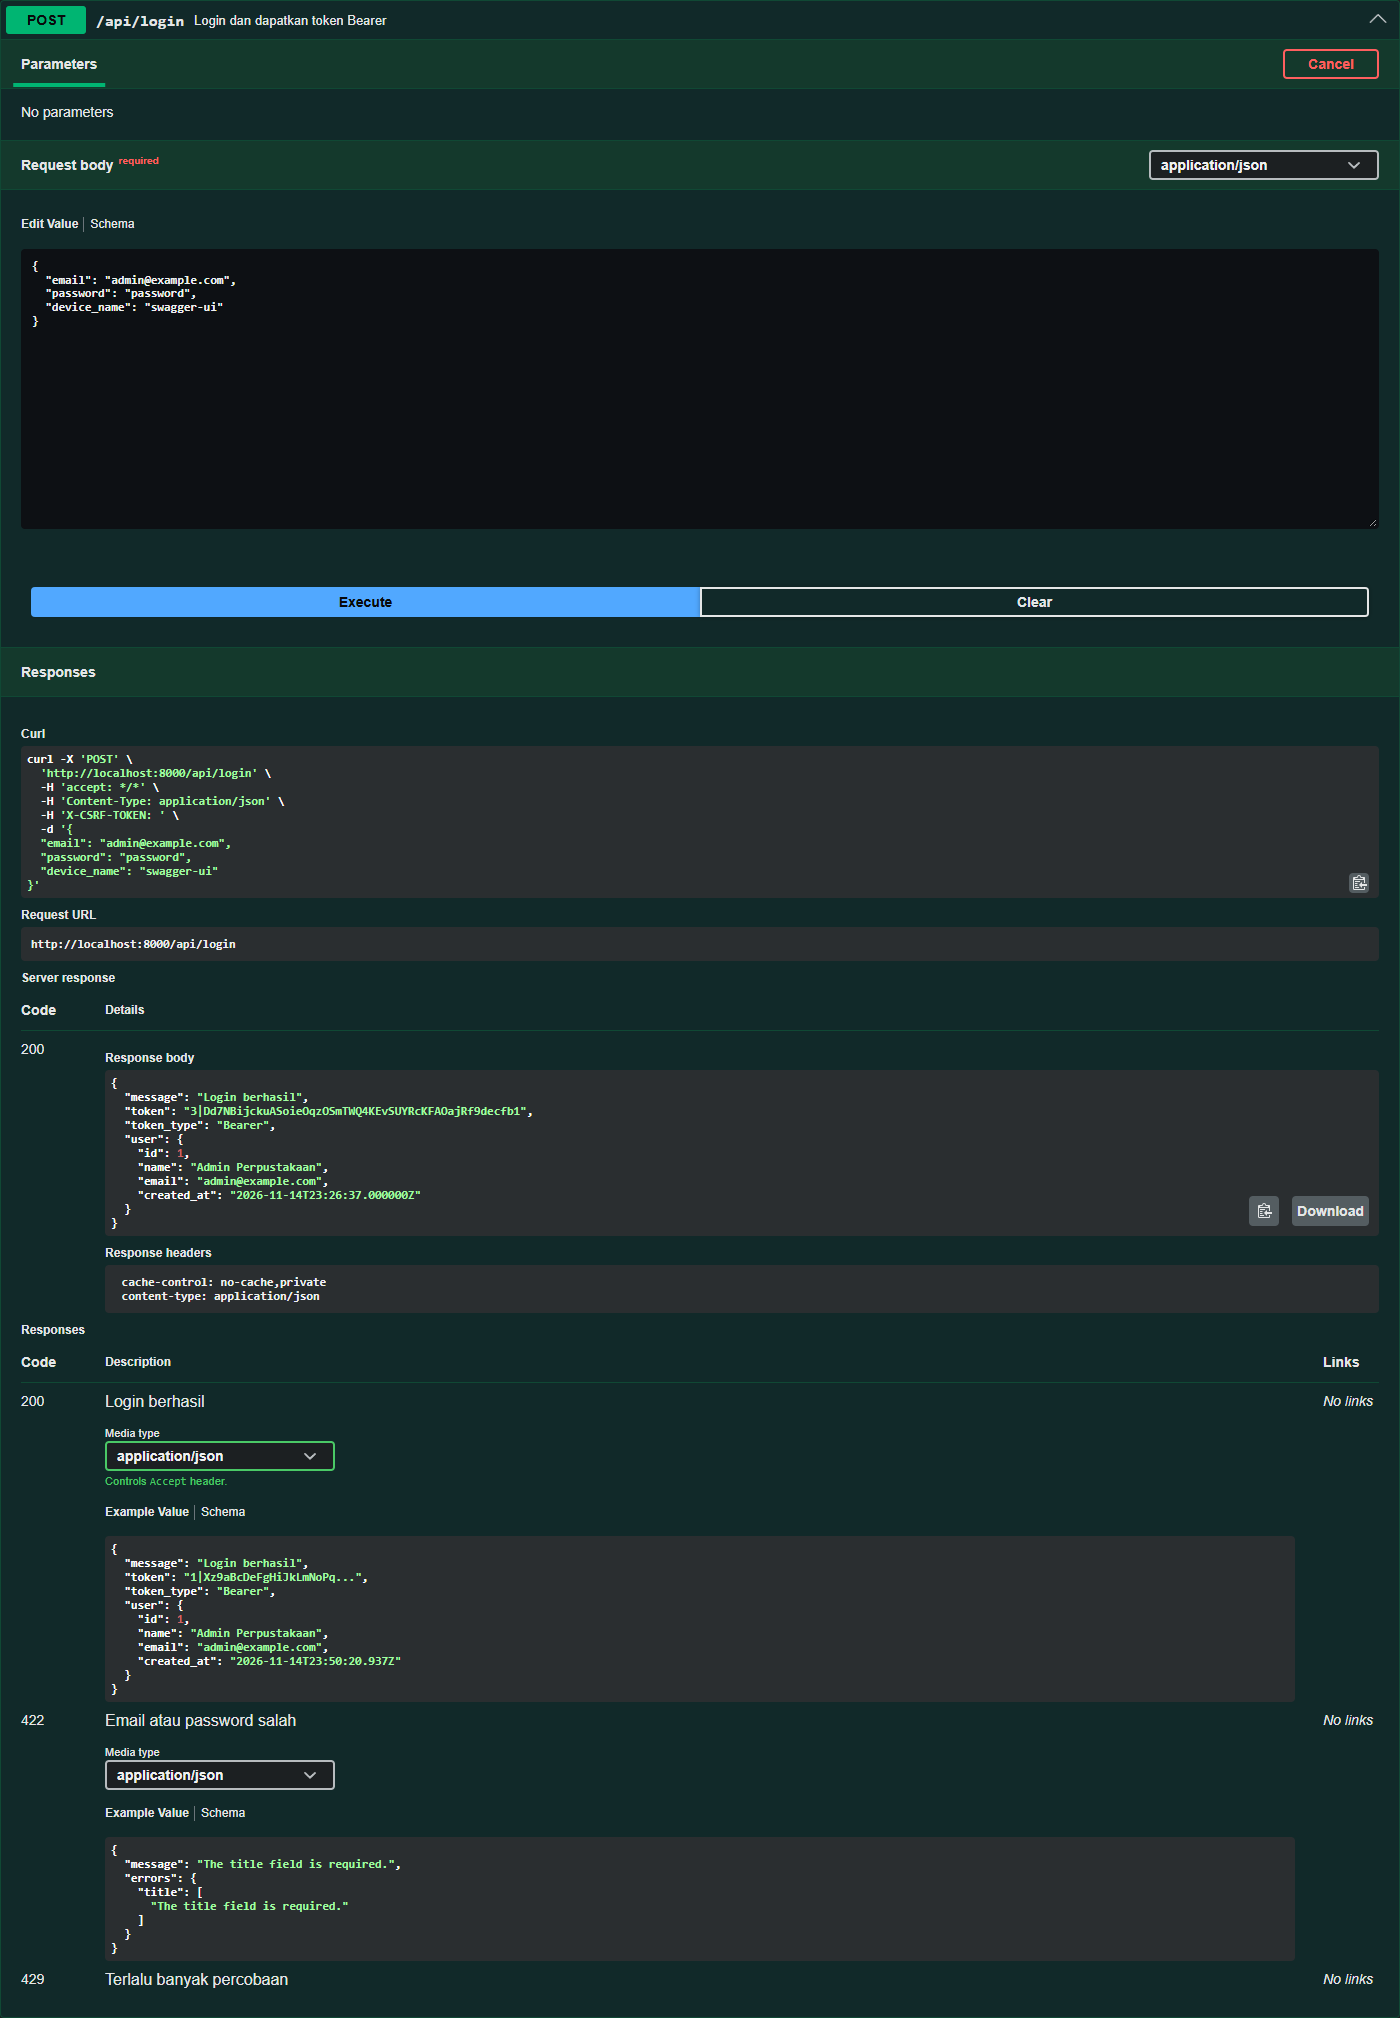 POST /api/login Login dan dapatkan token Bearer
Parameters
Cancel
No parameters
Request body required
application/json
Edit Value | Schema
{
  "email": "admin@example.com",
  "password": "password",
  "device_name": "swagger-ui"
}
Execute
Clear
Responses
Curl
curl -X 'POST' \
  'http://localhost:8000/api/login' \
  -H 'accept: */*' \
  -H 'Content-Type: application/json' \
  -H 'X-CSRF-TOKEN: ' \
  -d '{
  "email": "admin@example.com",
  "password": "password",
  "device_name": "swagger-ui"
}'
Request URL
http://localhost:8000/api/login
Server response
Code Details
200
Response body
{
  "message": "Login berhasil",
  "token": "3|Dd7NBijckuASoieOqzOSmTWQ4KEvSUYRcKFAOajRf9decfb1",
  "token_type": "Bearer",
  "user": {
    "id": 1,
    "name": "Admin Perpustakaan",
    "email": "admin@example.com",
    "created_at": "2026-11-14T23:26:37.000000Z"
  }
}
Download
Response headers
cache-control: no-cache,private
content-type: application/json
Responses
Code Description Links
200 Login berhasil No links
Media type
application/json
Controls Accept header.
Example Value | Schema
{
  "message": "Login berhasil",
  "token": "1|Xz9aBcDeFgHiJkLmNoPq...",
  "token_type": "Bearer",
  "user": {
    "id": 1,
    "name": "Admin Perpustakaan",
    "email": "admin@example.com",
    "created_at": "2026-11-14T23:50:20.937Z"
  }
}
422 Email atau password salah No links
Media type
application/json
Example Value | Schema
{
  "message": "The title field is required.",
  "errors": {
    "title": [
      "The title field is required."
    ]
  }
}
429 Terlalu banyak percobaan No links